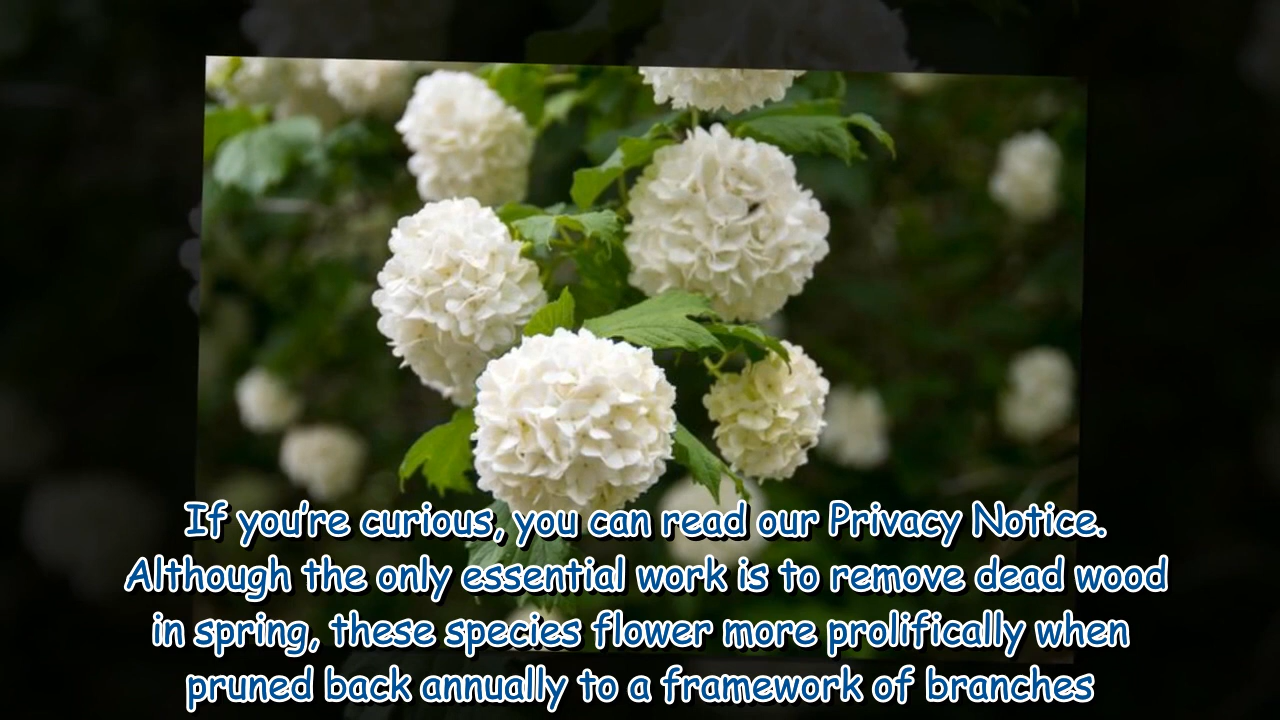 If you're curious, you can read our Privacy Notice.
Although the only essential work is to remove dead wood
in spring, these species flower more prolifically when
pruned back annually to a framework of branches